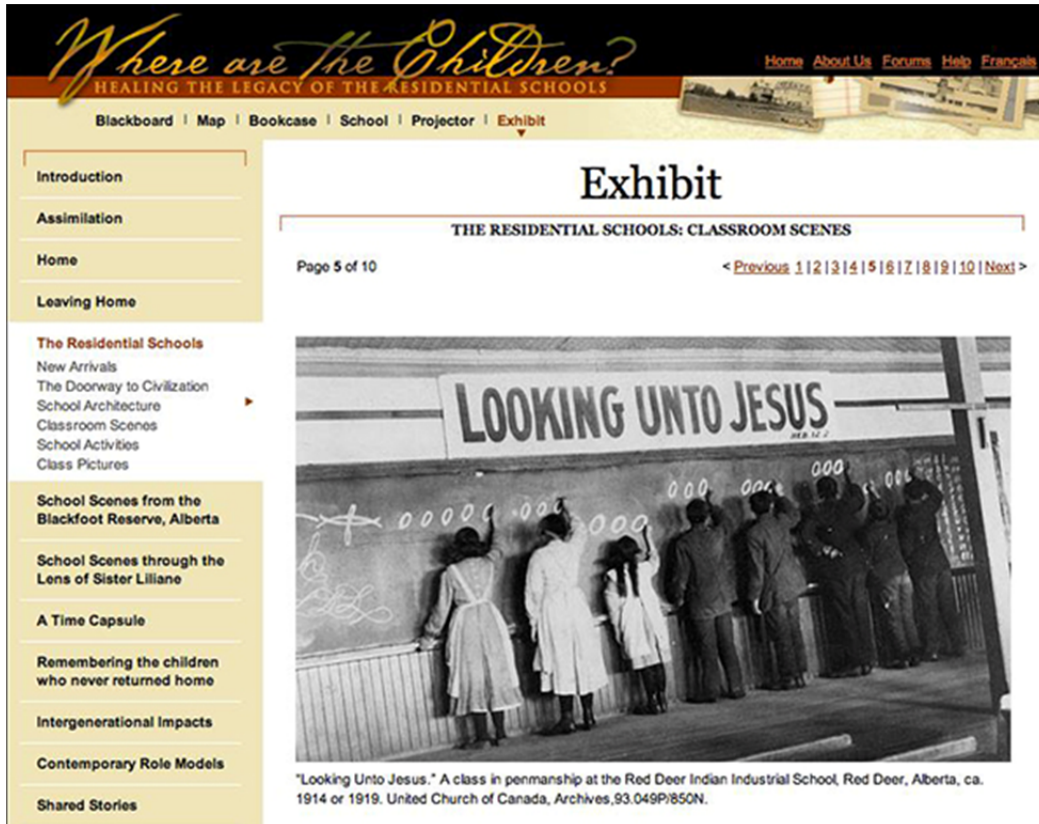 Where are the Children?
HEALING THE LEGACY OF THE RESIDENTIAL SCHOOLS
Home About Us Forums Help Français
Blackboard | Map | Bookcase | School | Projector | Exhibit
Introduction
Assimilation
Home
Leaving Home
The Residential Schools
New Arrivals
The Doorway to Civilization
School Architecture
Classroom Scenes
School Activities
Class Pictures
School Scenes from the
Blackfoot Reserve, Alberta
School Scenes through the
Lens of Sister Liliane
A Time Capsule
Remembering the children
who never returned home
Intergenerational Impacts
Contemporary Role Models
Shared Stories
Exhibit
THE RESIDENTIAL SCHOOLS: CLASSROOM SCENES
Page 5 of 10
< Previous 1 | 2 | 3 | 4 | 5 | 6 | 7 | 8 | 9 | 10 | Next >
LOOKING UNTO JESUS
HEB. 12. 2
"Looking Unto Jesus." A class in penmanship at the Red Deer Indian Industrial School, Red Deer, Alberta, ca.
1914 or 1919. United Church of Canada, Archives,93.049P/850N.